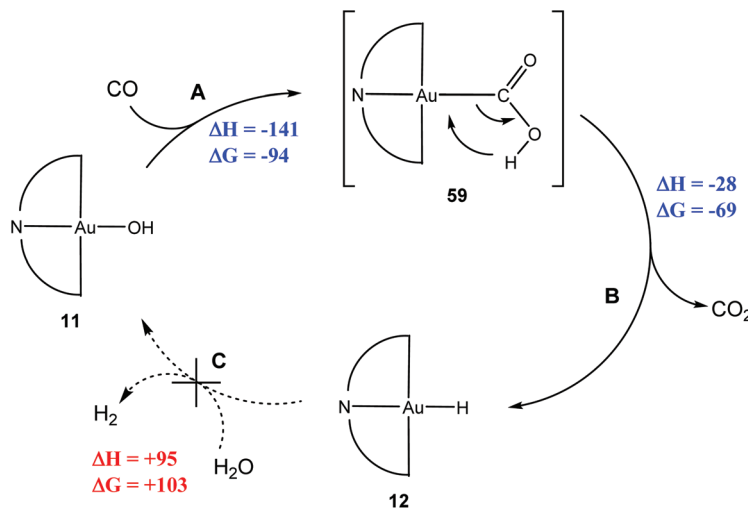 CO
A
ΔH = -141
ΔG = -94
N
Au
C
O
O
H
59
ΔH = -28
ΔG = -69
B
CO2
N
Au
OH
11
C
H2
H2O
ΔH = +95
ΔG = +103
N
Au
H
12